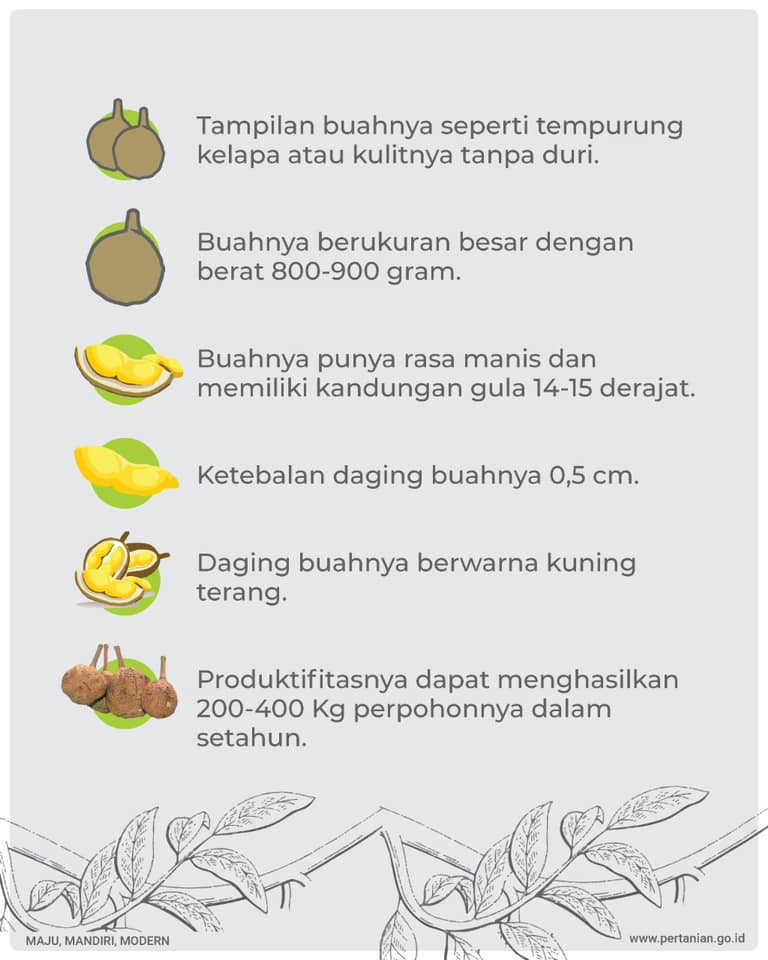 Tampilan buahnya seperti tempurung
kelapa atau kulitnya tanpa duri.
Buahnya berukuran besar dengan
berat 800-900 gram.
Buahnya punya rasa manis dan
memiliki kandungan gula 14-15 derajat.
Ketebalan daging buahnya 0,5 cm.
Daging buahnya berwarna kuning
terang.
Produktifitasnya dapat menghasilkan
200-400 Kg perpohonnya dalam
setahun.
MAJU, MANDIRI, MODERN
www.pertanian.go.id